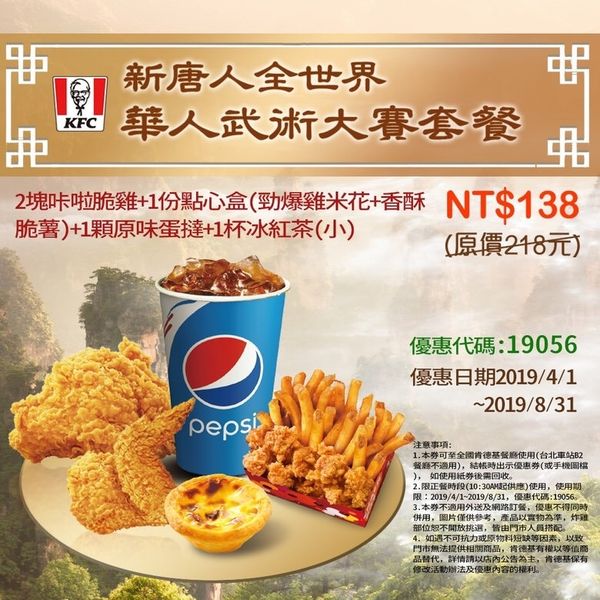 新唐人全世界
KFC
華人武術大賽套餐
2塊咔啦脆雞+1份點心盒(勁爆雞米花+香酥
脆薯)+1顆原味蛋撻+1杯冰紅茶(小)
NT$138
(原價218元)
pepsi
優惠代碼:19056
優惠日期2019/4/1
~2019/8/31
注意事項:
1.本券可至全國肯德基餐廳使用(台北車站B2
餐廳不適用)，結帳時出示優惠券(或手機圖檔
)，如使用紙券後需回收。
2.限正餐時段(10:30AM起供應)使用，使用期
限：2019/4/1~2019/8/31，優惠代碼:19056。
3.本券不適用外送及網路訂餐，優惠不得同時
併用，圖片僅供參考，產品以實物為準，炸雞
部位恕不開放挑選，皆由門市人員搭配。
4. 如遇不可抗力或原物料短缺等因素，以致
門市無法提供相關商品，肯德基有權以等值商
品替代，詳情請以店內公告為主，肯德基保有
修改活動辦法及優惠內容的權利。